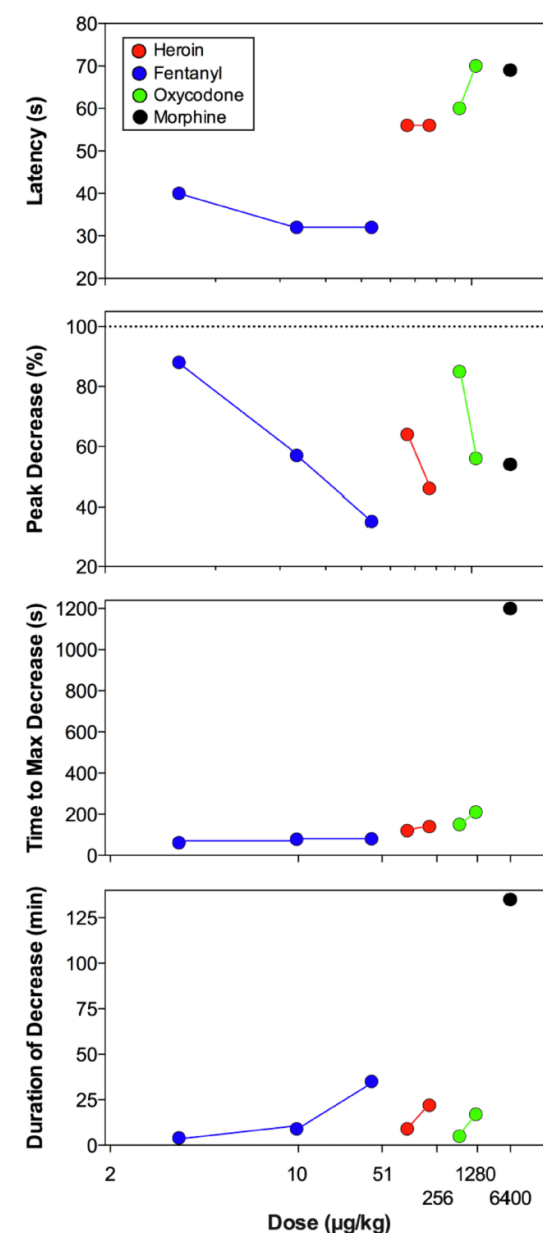 80
70
60
50
40
30
20
Latency (s)
Heroin
Fentanyl
Oxycodone
Morphine
100
80
60
40
20
Peak Decrease (%)
1200
1000
800
600
400
200
0
Time to Max Decrease (s)
125
100
75
50
25
0
Duration of Decrease (min)
2 10 51 1280
256 6400
Dose (µg/kg)